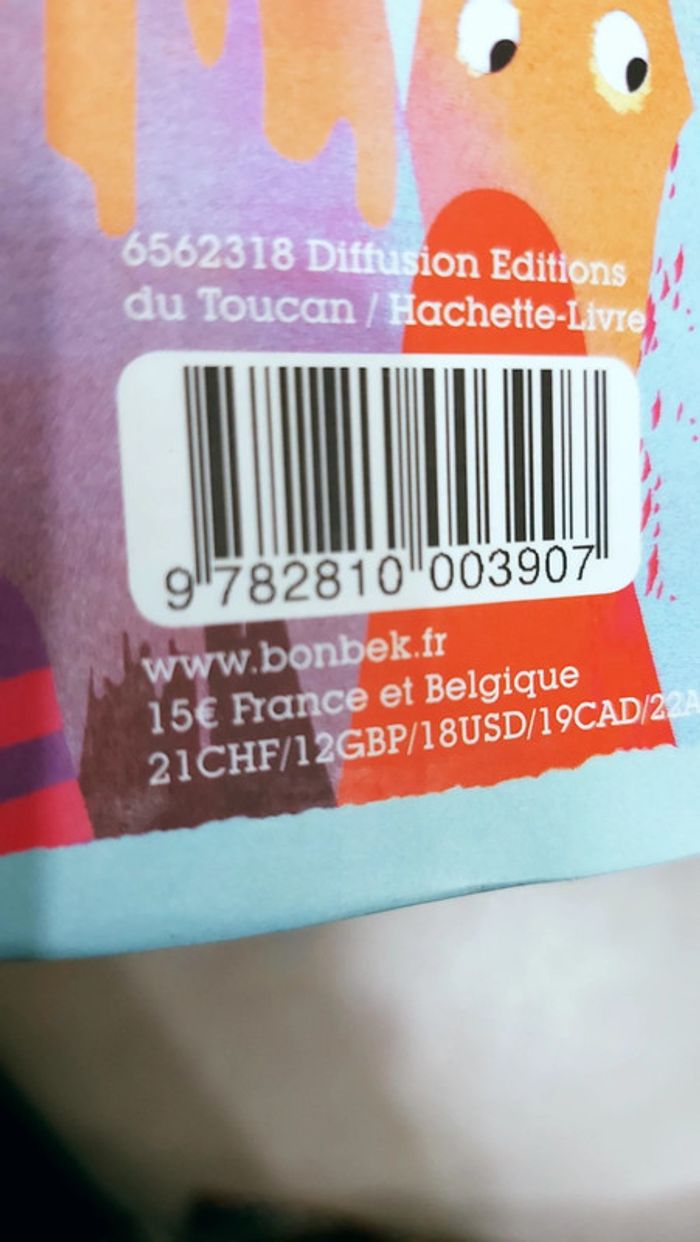 6562318 Diffusion Editions
du Toucan / Hachette-Livre
9 782810 003907
www.bonbek.fr
15€ France et Belgique
21CHF/12GBP/18USD/19CAD/